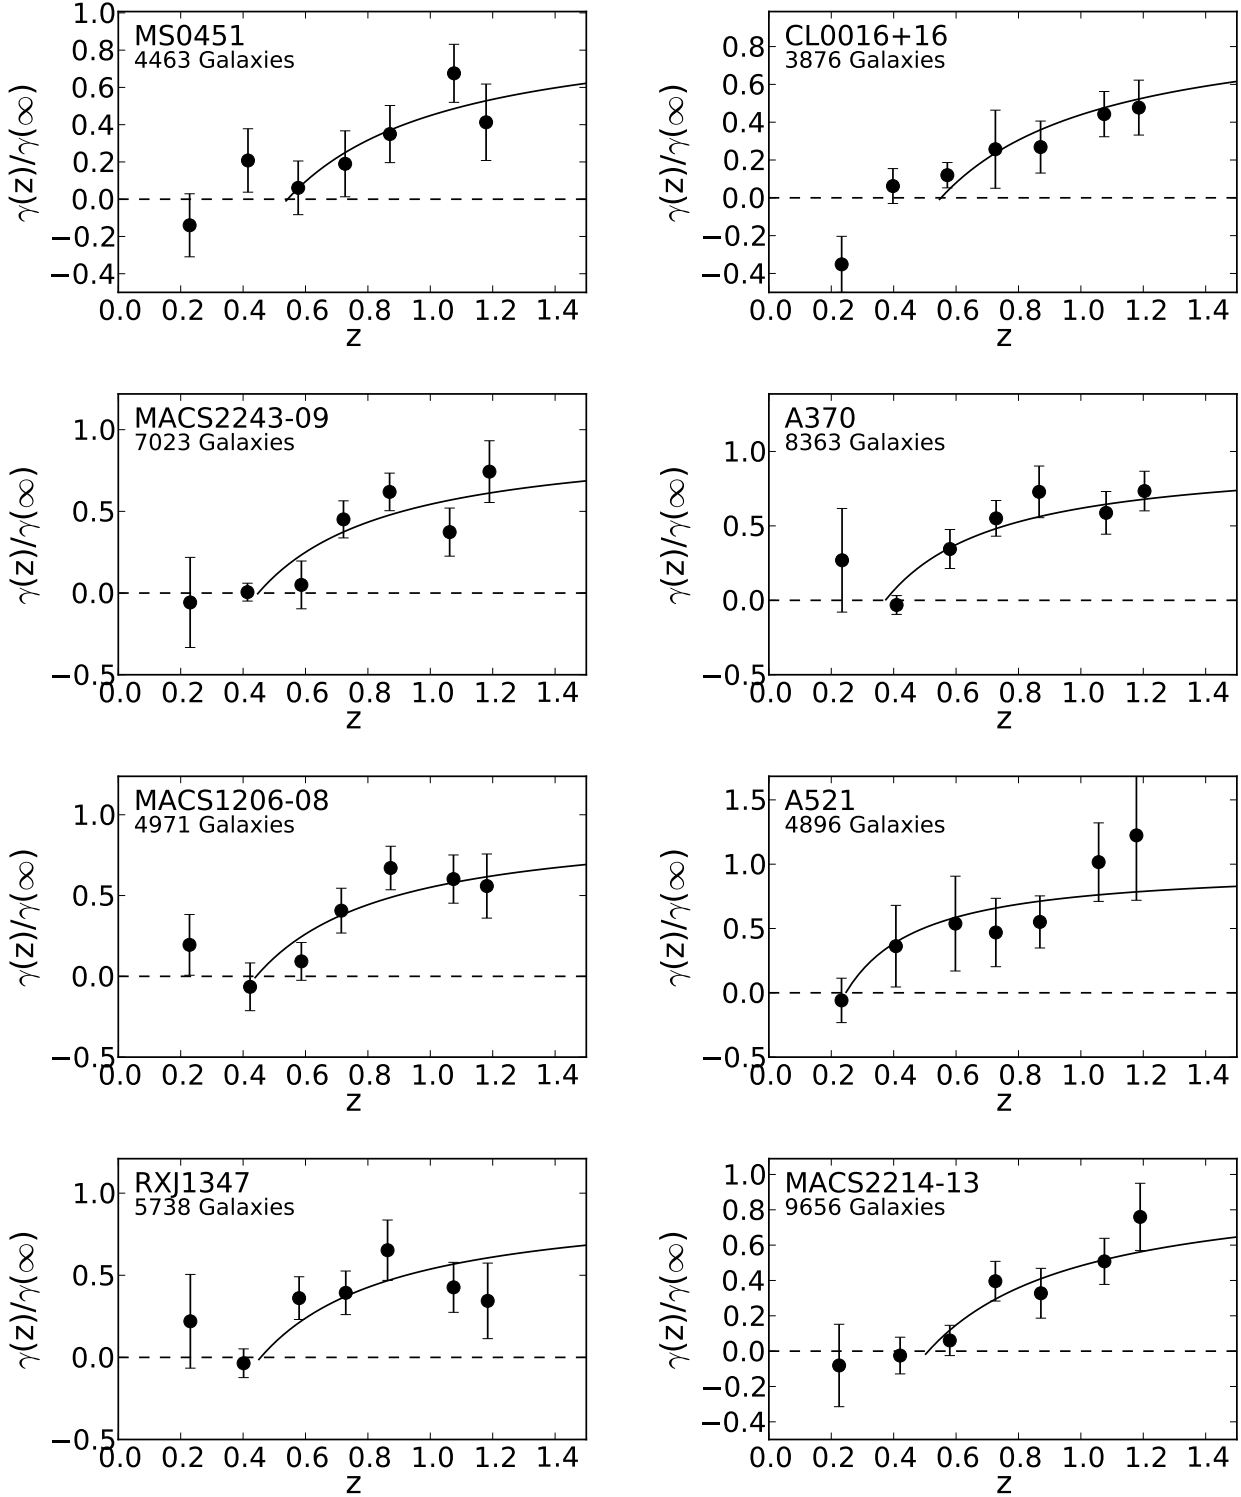 MS0451
4463 Galaxies
γ(z)/γ(∞)
1.0
0.8
0.6
0.4
0.2
0.0
−0.2
−0.4
0.0 0.2 0.4 0.6 0.8 1.0 1.2 1.4
z
CL0016+16
3876 Galaxies
γ(z)/γ(∞)
0.8
0.6
0.4
0.2
0.0
−0.2
−0.4
0.0 0.2 0.4 0.6 0.8 1.0 1.2 1.4
z
MACS2243-09
7023 Galaxies
γ(z)/γ(∞)
1.0
0.5
0.0
−0.5
0.0 0.2 0.4 0.6 0.8 1.0 1.2 1.4
z
A370
8363 Galaxies
γ(z)/γ(∞)
1.0
0.5
0.0
−0.5
0.0 0.2 0.4 0.6 0.8 1.0 1.2 1.4
z
MACS1206-08
4971 Galaxies
γ(z)/γ(∞)
1.0
0.5
0.0
−0.5
0.0 0.2 0.4 0.6 0.8 1.0 1.2 1.4
z
A521
4896 Galaxies
γ(z)/γ(∞)
1.5
1.0
0.5
0.0
−0.5
0.0 0.2 0.4 0.6 0.8 1.0 1.2 1.4
z
RXJ1347
5738 Galaxies
γ(z)/γ(∞)
1.0
0.5
0.0
−0.5
0.0 0.2 0.4 0.6 0.8 1.0 1.2 1.4
z
MACS2214-13
9656 Galaxies
γ(z)/γ(∞)
1.0
0.8
0.6
0.4
0.2
0.0
−0.2
−0.4
0.0 0.2 0.4 0.6 0.8 1.0 1.2 1.4
z